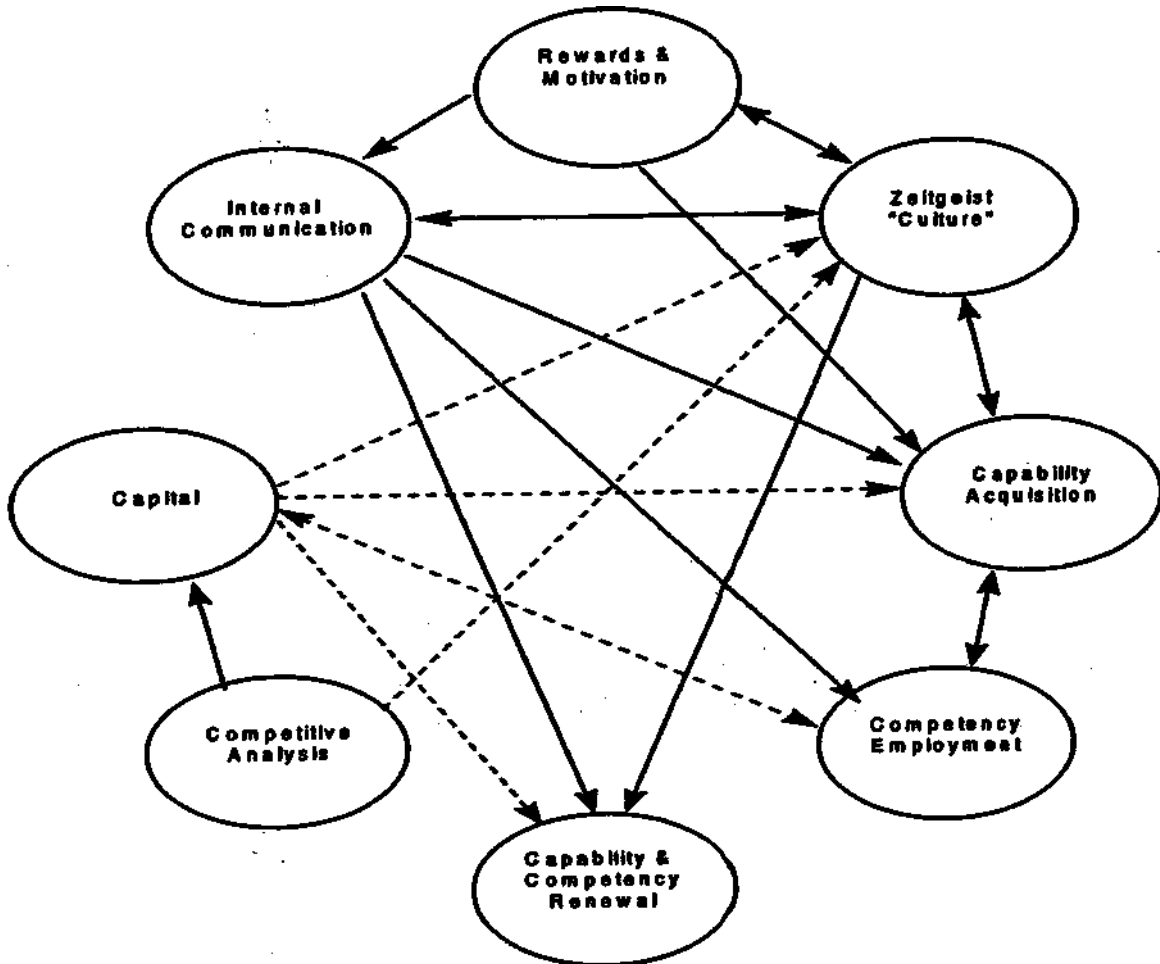 Rewards &
Motivation
Internal
Communication
Zeitgeist
"Culture"
Capital
Capability
Acquisition
Competitive
Analysis
Competency
Employment
Capability &
Competency
Renewal